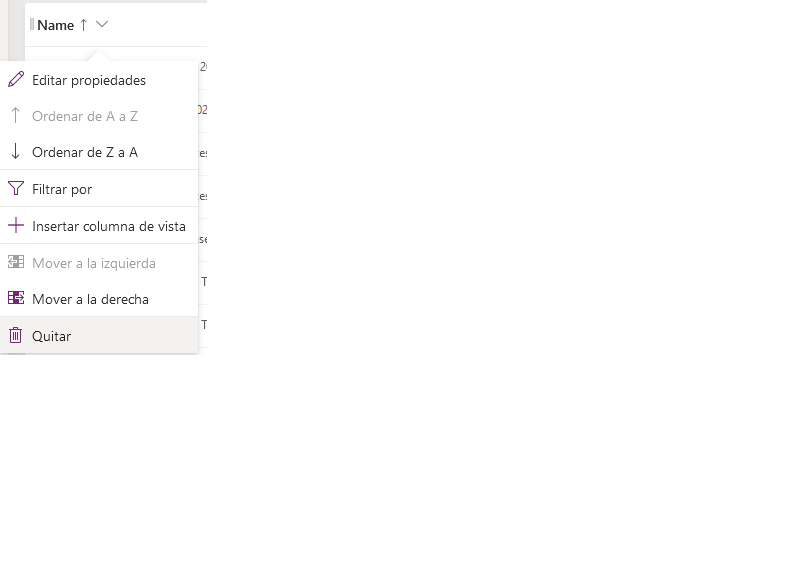 Name
Editar propiedades
Ordenar de A a Z
Ordenar de Z a A
Filtrar por
Insertar columna de vista
Mover a la izquierda
Mover a la derecha
Quitar